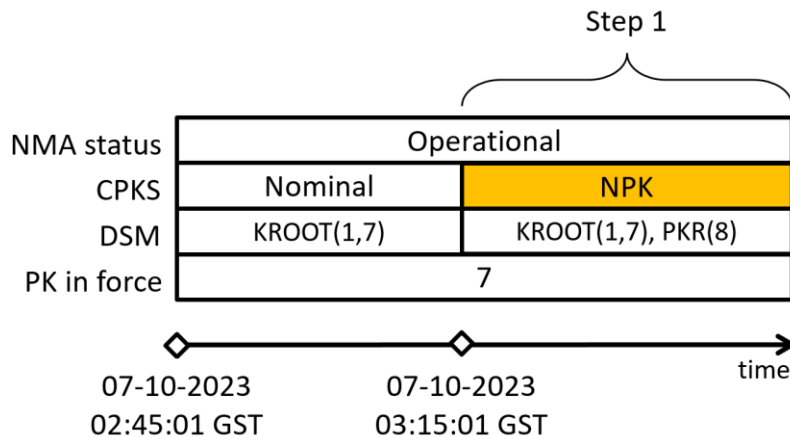 Step 1
NMA status Operational
CPKS Nominal NPK
DSM KROOT(1,7) KROOT(1,7), PKR(8)
PK in force 7
time
07-10-2023 07-10-2023
02:45:01 GST 03:15:01 GST